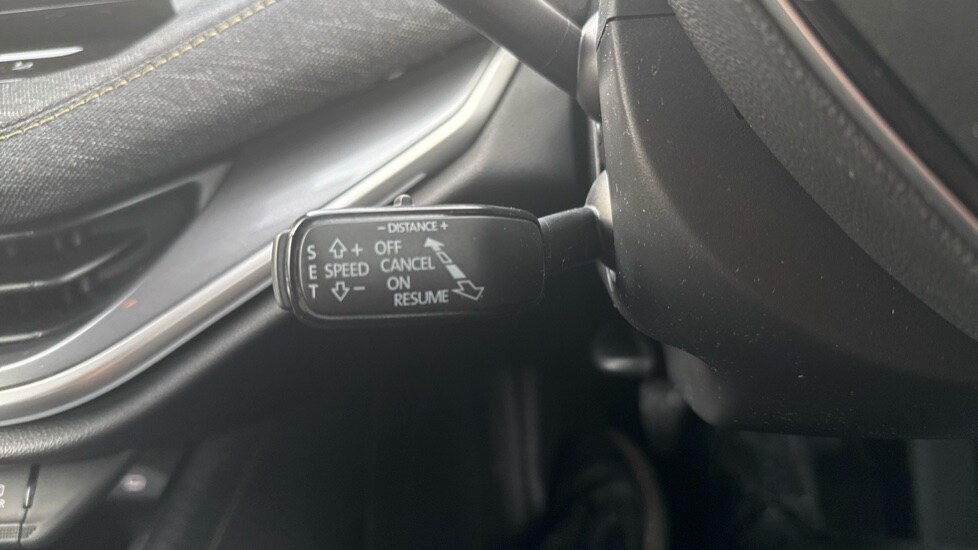 - DISTANCE +
S + OFF
E SPEED CANCEL
T - ON
RESUME